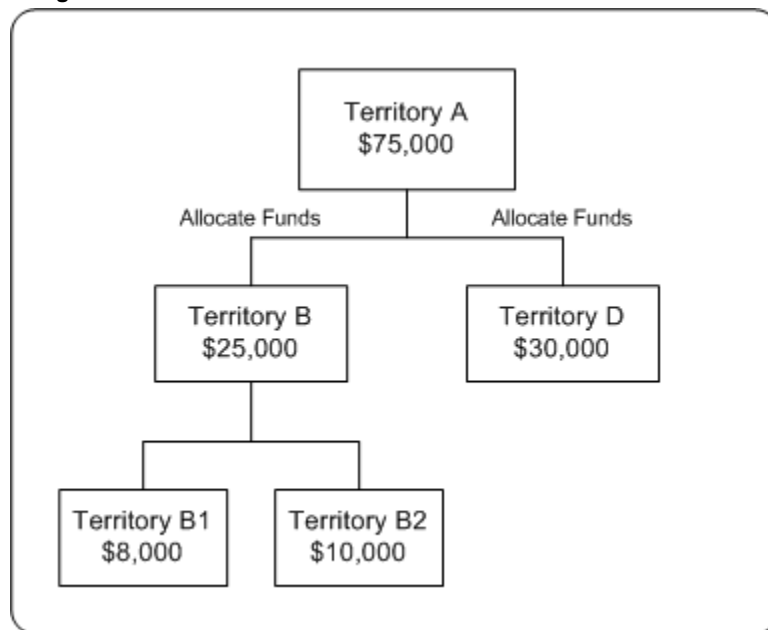 Territory A
$75,000
Allocate Funds
Allocate Funds
Territory B
$25,000
Territory D
$30,000
Territory B1
$8,000
Territory B2
$10,000